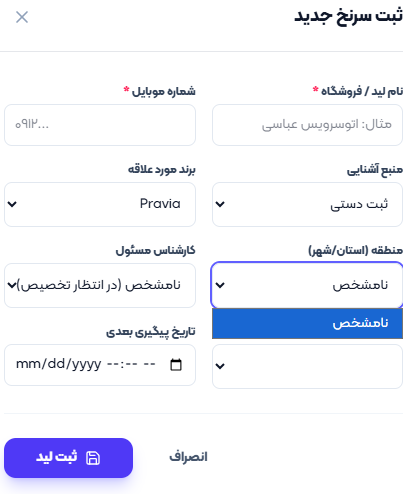 ثبت سرنخ جدید
نام لید / فروشگاه *
شماره موبایل *
مثال: اتوسرویس عباسی
۰۹۱۲...
منبع آشنایی
برند مورد علاقه
ثبت دستی
Pravia
منطقه (استان/شهر)
کارشناس مسئول
نامشخص
نامشخص (در انتظار تخصیص)
نامشخص
تاریخ پیگیری بعدی
mm/dd/yyyy --:-- --
انصراف
ثبت لید